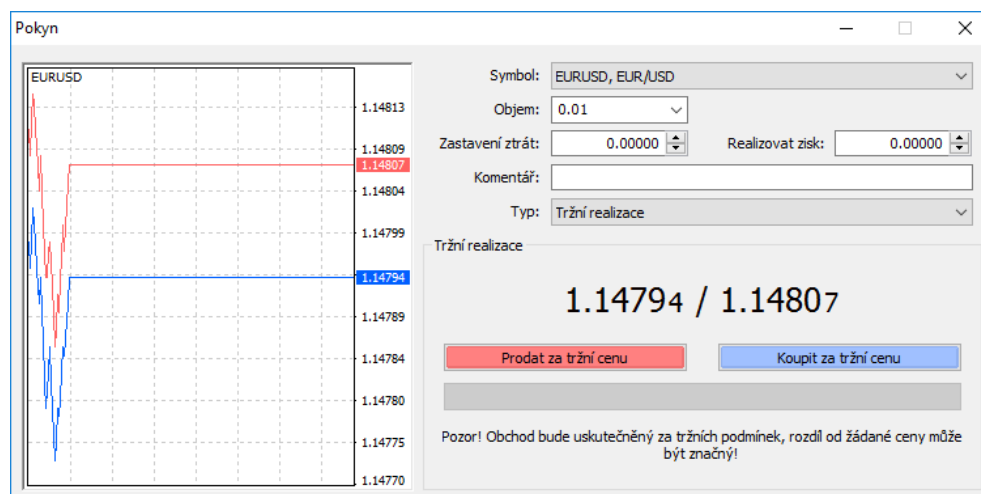 Pokyn
EURUSD
1.14813
1.14809
1.14807
1.14804
1.14799
1.14794
1.14789
1.14784
1.14780
1.14775
1.14770
Symbol: EURUSD, EUR/USD
Objem: 0.01
Zastavení ztrát: 0.00000 Realizovat zisk: 0.00000
Komentář:
Typ: Tržní realizace
Tržní realizace
1.14794 / 1.14807
Prodat za tržní cenu Koupit za tržní cenu
Pozor! Obchod bude uskutečněný za tržních podmínek, rozdíl od žádané ceny může
být značný!